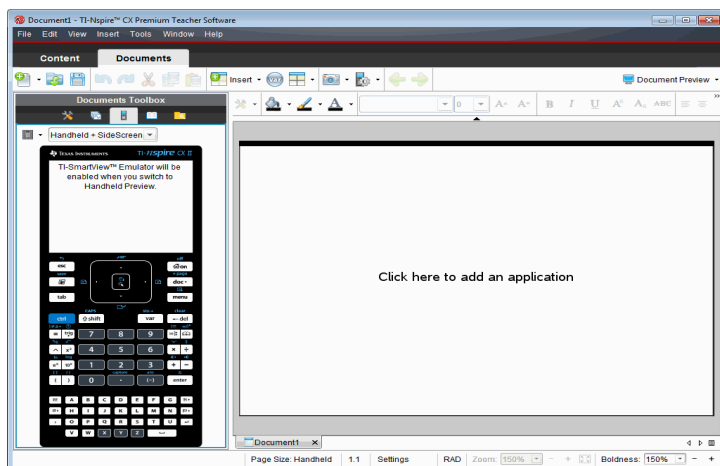 Document1 - TI-Nspire™ CX Premium Teacher Software
File Edit View Insert Tools Window Help
Content Documents
Insert Document Preview
Documents Toolbox
Handheld + SideScreen
0 A+ A- B I U ABC
TEXAS INSTRUMENTS TI-nspire CX II
TI-SmartView™ Emulator will be
enabled when you switch to
Handheld Preview.
Click here to add an application
esc on
doc
tab menu
CAPS clear
ctrl shift var del
7 8 9
4 5 6
1 2 3
( ) 0 . (−) enter
A B C D E F G
H I J K L M N
O P Q R S T U
V W X Y Z
Document1
Page Size: Handheld 1.1 Settings RAD Zoom: 150% Boldness: 150%